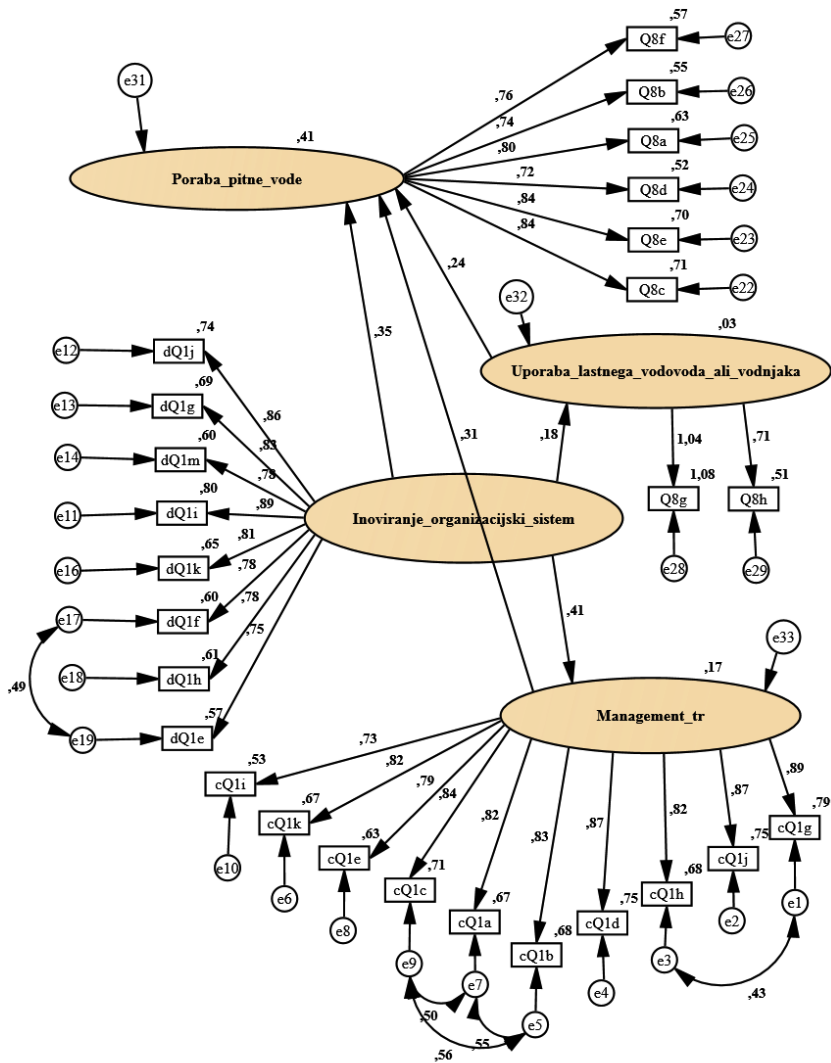 ,57
Q8f
e27
e31
,76
,55
Q8b
e26
,74
,63
,41
Q8a
e25
,80
,52
Poraba_pitne_vode
,72
Q8d
e24
,84
,70
Q8e
e23
,84
,71
,24
Q8c
e22
e32
,74
,35
,03
e12
dQ1j
Uporaba_lastnega_vodovoda_ali_vodnjaka
,69
e13
dQ1g
,86
,31
,18
1,04
,71
,60
,83
e14
dQ1m
,78
1,08
,51
,80
Q8g
Q8h
e11
dQ1i
,89
Inoviranje_organizacijski_sistem
,65
,81
e16
dQ1k
e28
e29
,78
,60
,78
e17
dQ1f
,41
,75
e33
,61
,49
e18
dQ1h
,17
,57
Management_tr
e19
dQ1e
,73
,53
,89
cQ1i
,82
,87
,79
,67
,84
,82
,79
cQ1k
,82
,83
,87
cQ1g
,63
,75
cQ1e
cQ1j
e10
,71
,68
cQ1c
cQ1h
e6
,67
,75
e1
cQ1a
cQ1d
e2
e8
,68
cQ1b
e9
e3
e7
e4
,43
,50
e5
,55
,56